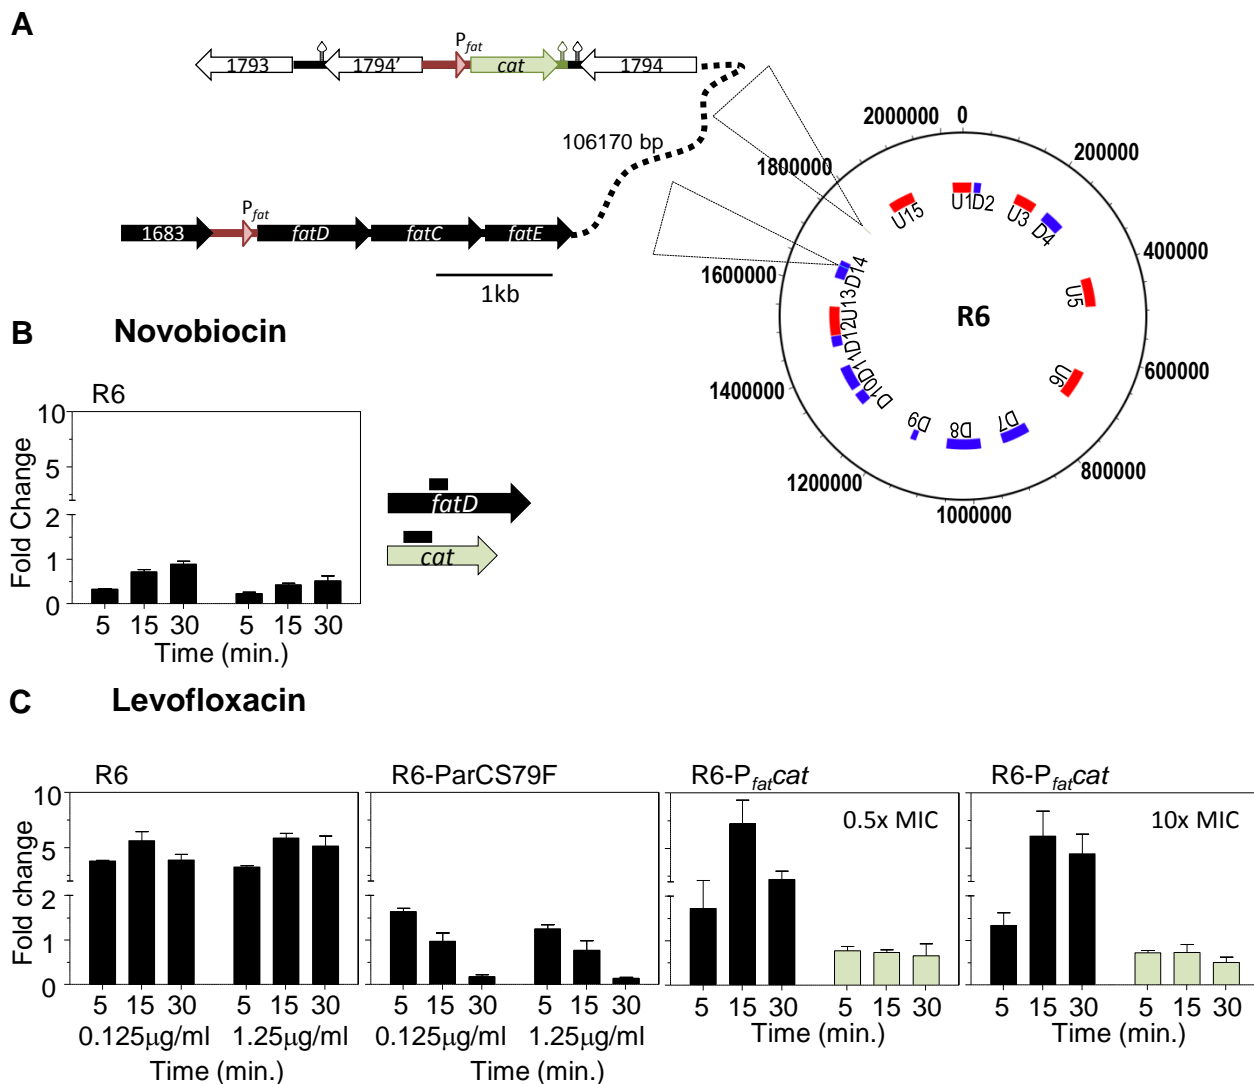 A
P fat
1793
1794'
cat
1794
106170 bp
P fat
1683
fatD
fatC
fatE
1kb
0
200000
400000
600000
800000
1000000
1200000
1400000
1600000
1800000
2000000
U1
D2
U3
D4
U5
U6
D7
D8
D9
D10
D11
D12
U13
D14
U15
R6
B
Novobiocin
R6
Fold Change
10
5
2
1
0
5 15 30 5 15 30
Time (min.)
fatD
cat
C
Levofloxacin
R6
R6-ParCS79F
R6-P fat cat
R6-P fat cat
0.5x MIC
10x MIC
Fold change
10
5
2
1
0
5 15 30 5 15 30
5 15 30 5 15 30
5 15 30 5 15 30
5 15 30 5 15 30
0.125µg/ml 1.25µg/ml
0.125µg/ml 1.25µg/ml
Time (min.)
Time (min.)
Time (min.)
Time (min.)